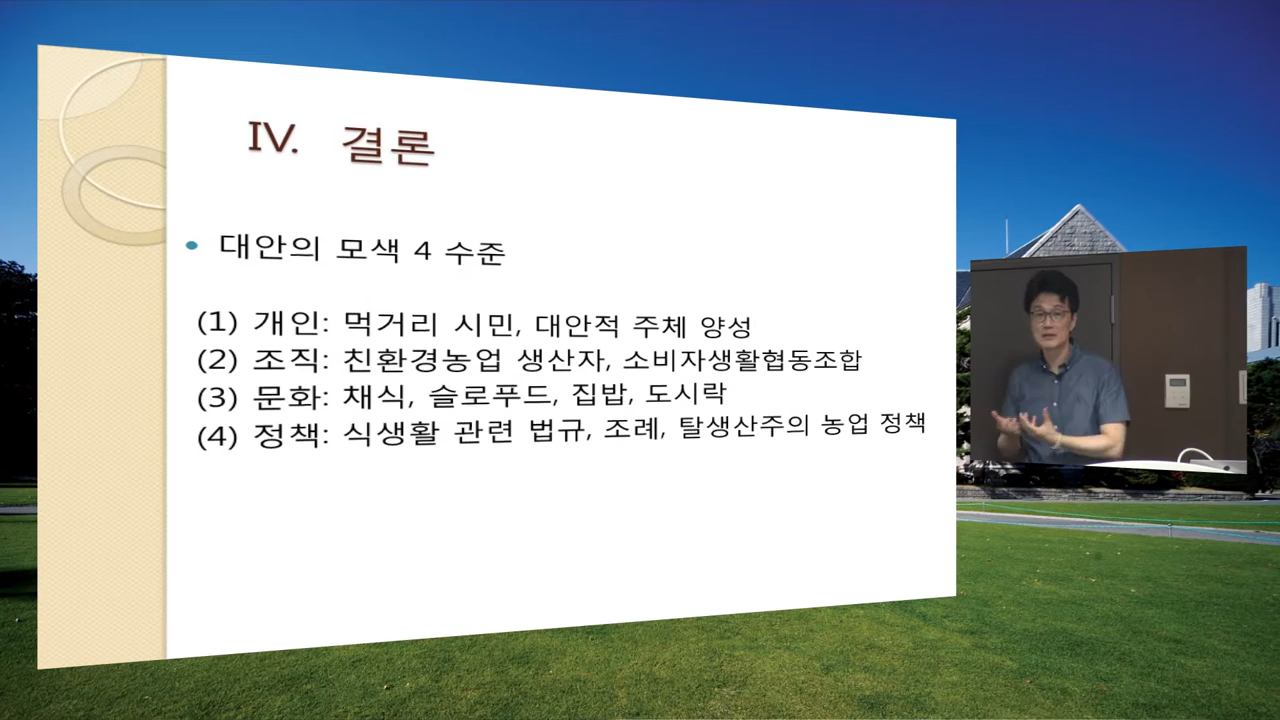 IV. 결론
• 대안의 모색 4 수준
(1) 개인: 먹거리 시민, 대안적 주체 양성
(2) 조직: 친환경농업 생산자, 소비자생활협동조합
(3) 문화: 채식, 슬로푸드, 집밥, 도시락
(4) 정책: 식생활 관련 법규, 조례, 탈생산주의 농업 정책